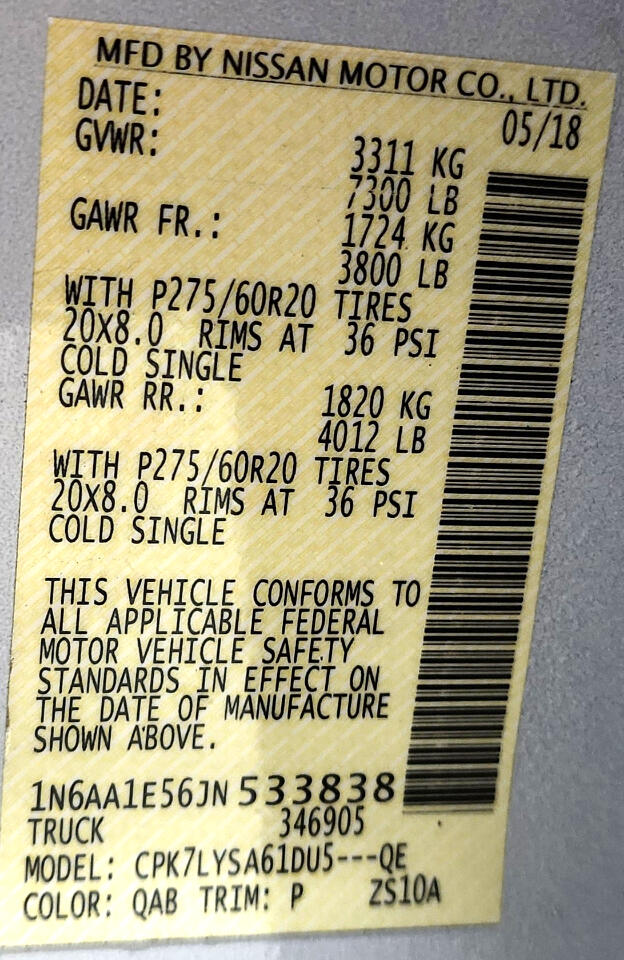 MFD BY NISSAN MOTOR CO., LTD.
DATE: 05/18
GVWR: 3311 KG
7300 LB
GAWR FR.: 1724 KG
3800 LB
WITH P275/60R20 TIRES
20X8.0 RIMS AT 36 PSI
COLD SINGLE
GAWR RR.: 1820 KG
4012 LB
WITH P275/60R20 TIRES
20X8.0 RIMS AT 36 PSI
COLD SINGLE
THIS VEHICLE CONFORMS TO
ALL APPLICABLE FEDERAL
MOTOR VEHICLE SAFETY
STANDARDS IN EFFECT ON
THE DATE OF MANUFACTURE
SHOWN ABOVE.
1N6AA1E56JN533838
TRUCK 346905
MODEL: CPK7LYSA61DU5---QE
COLOR: QAB TRIM: P ZS10A